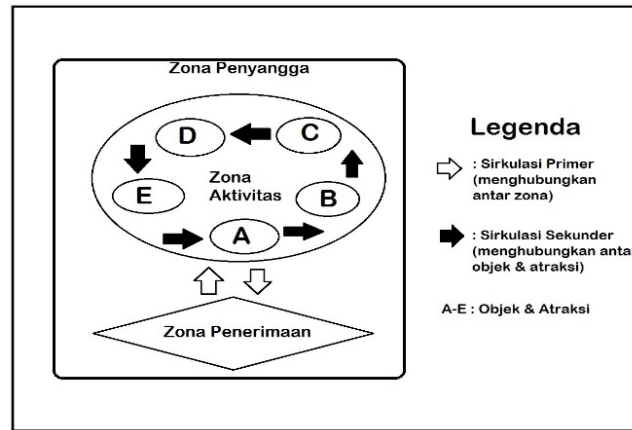 Zona Penyangga
D
C
E
Zona
Aktivitas
B
A
Zona Penerimaan
Legenda
: Sirkulasi Primer
(menghubungkan
antar zona)
: Sirkulasi Sekunder
(menghubungkan antar
objek & atraksi)
A-E : Objek & Atraksi